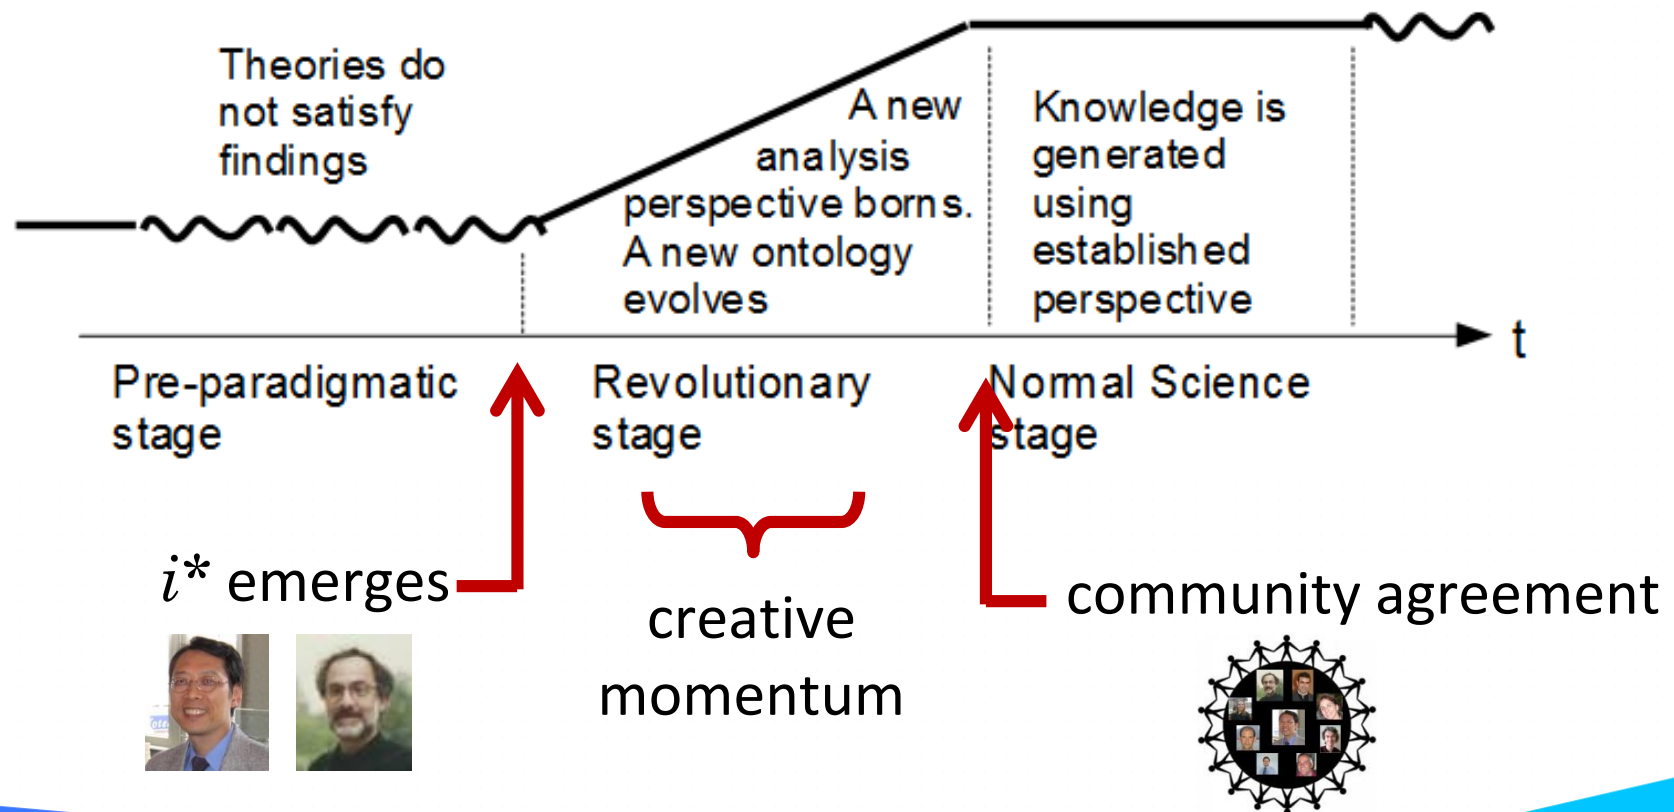 Theories do
not satisfy
findings
A new
analysis
perspective borns.
A new ontology
evolves
Knowledge is
generated
using
established
perspective
t
Pre-paradigmatic
stage
Revolutionary
stage
Normal Science
stage
i* emerges
creative
momentum
community agreement